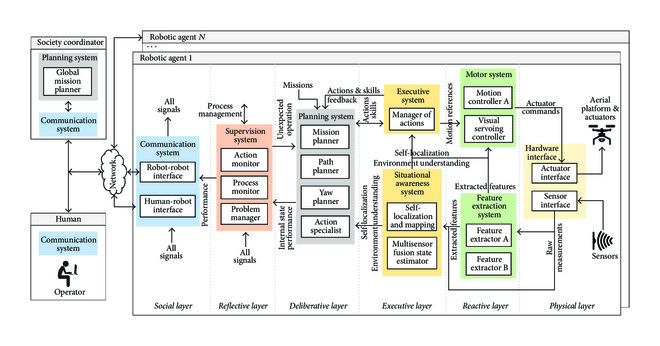 Society coordinator
Planning system
Global
mission
planner
Communication
system
Network
Human
Communication
system
Operator
Robotic agent N
...
Robotic agent 1
All
signals
Communication
system
Robot-robot
interface
Human-robot
interface
All
signals
Social layer
Process
management
Supervision
system
Action
monitor
Process
monitor
Problem
manager
All
signals
Performance
Reflective layer
Missions
Unexpected
operation
Internal state
performance
Planning system
Mission
planner
Path
planner
Yaw
planner
Action
specialist
Deliberative layer
Actions & skills
feedback
Actions
skills
Executive
system
Manager of
actions
Self-localization
Environment understanding
Self-localization
Environment understanding
Situational
awareness
system
Self-
localization
and mapping
Multisensor
fusion state
estimator
Executive layer
Motion references
Motor system
Motion
controller A
Visual
servoing
controller
Extracted features
Extracted features
Feature
extraction
system
Feature
extractor A
Feature
extractor B
Reactive layer
Actuator
commands
Hardware
interface
Actuator
interface
Sensor
interface
Raw
measurements
Physical layer
Aerial
platform &
actuators
Sensors